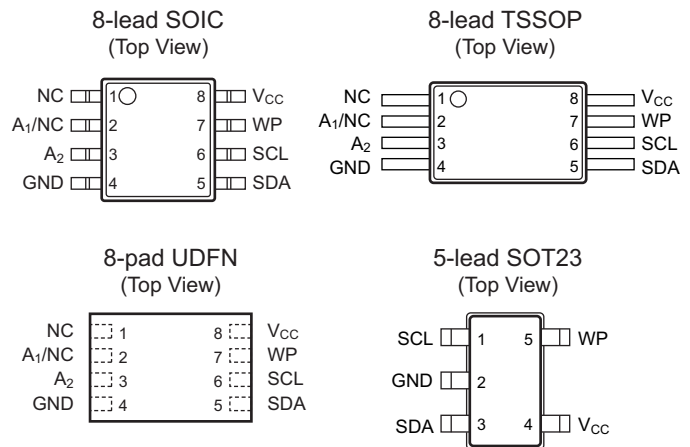 8-lead SOIC
(Top View)
NC 1 8 VCC
A1/NC 2 7 WP
A2 3 6 SCL
GND 4 5 SDA
8-lead TSSOP
(Top View)
NC 1 8 VCC
A1/NC 2 7 WP
A2 3 6 SCL
GND 4 5 SDA
8-pad UDFN
(Top View)
NC 1 8 VCC
A1/NC 2 7 WP
A2 3 6 SCL
GND 4 5 SDA
5-lead SOT23
(Top View)
SCL 1 5 WP
GND 2
SDA 3 4 VCC